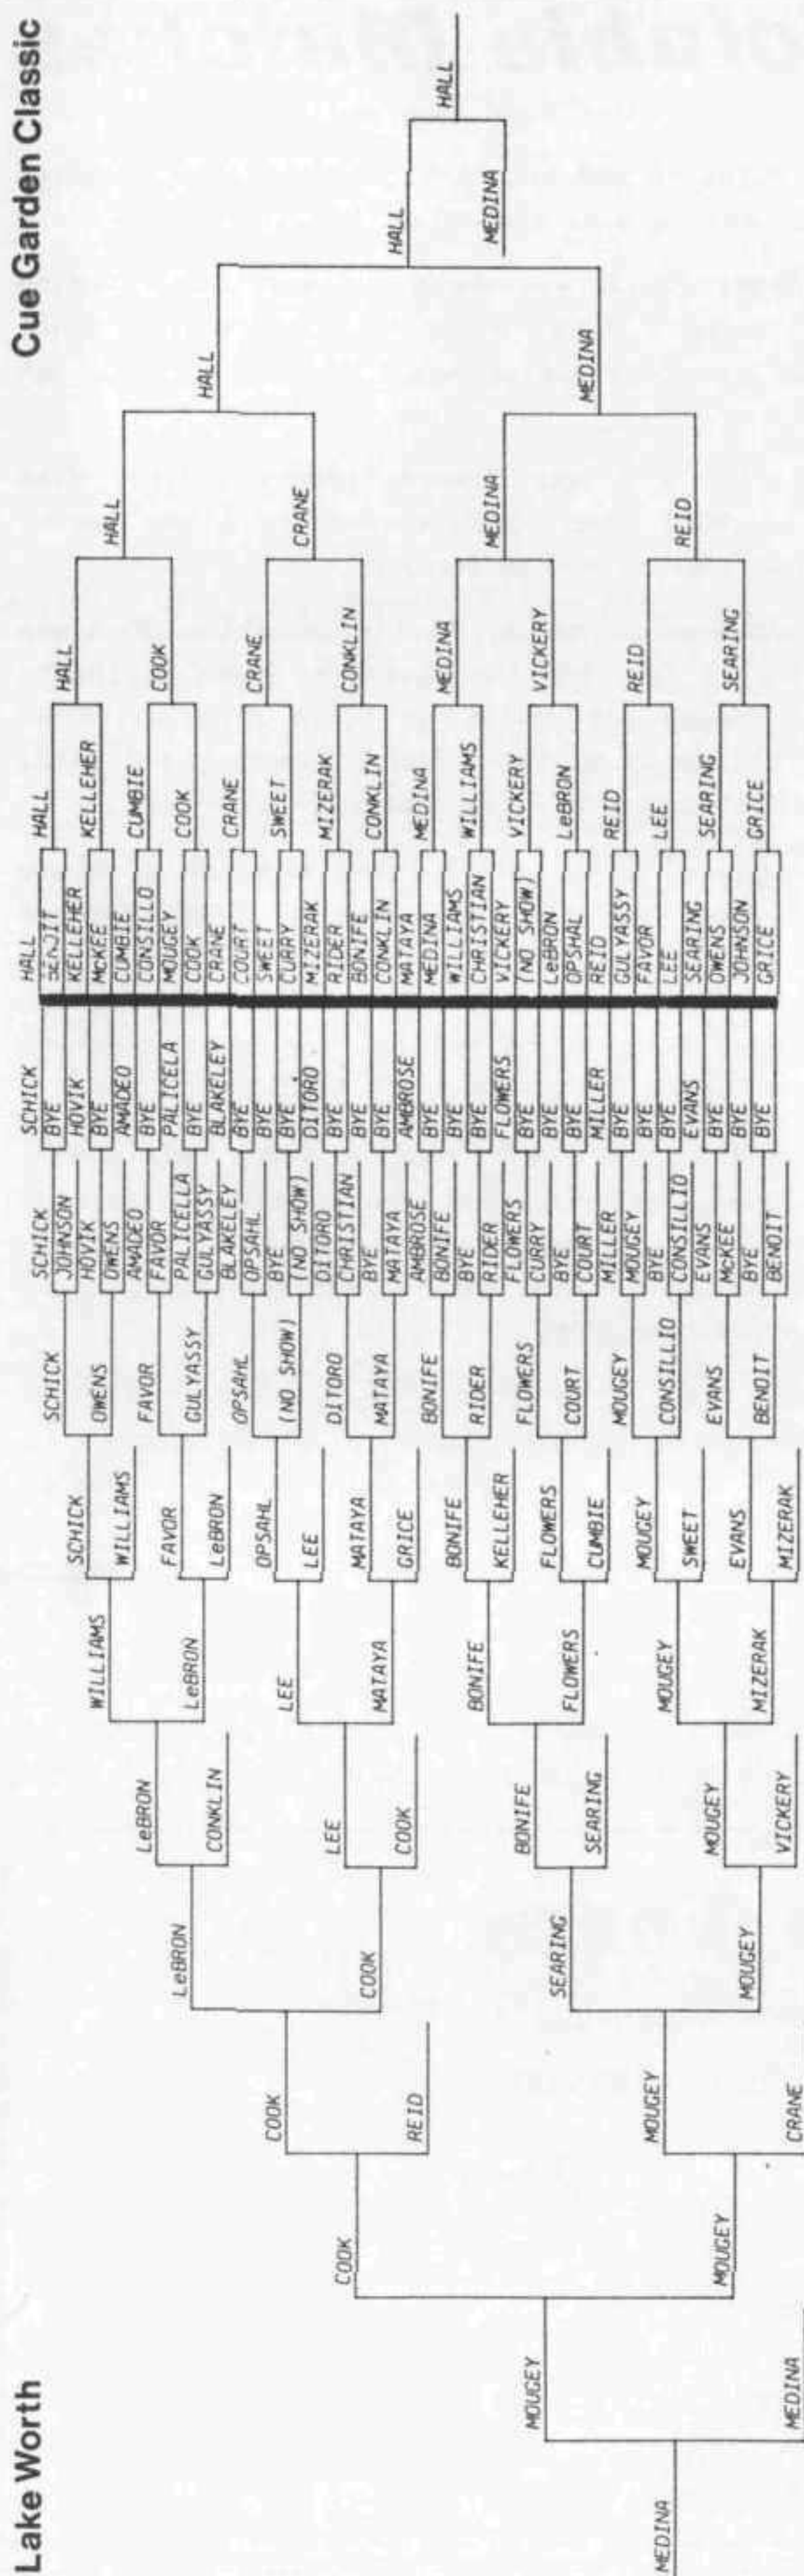 Lake Worth
Cue Garden Classic
HALL
HALL
MEDINA
HALL
MEDINA
HALL
CRANE
MEDINA
REID
HALL
COOK
CRANE
CONKLIN
MEDINA
VICKERY
REID
SEARING
HALL
KELLEHER
CUMBIE
COOK
CRANE
SWEET
MIZERAK
CONKLIN
MEDINA
WILLIAMS
VICKERY
LeBRON
REID
LEE
SEARING
GRICE
HALL
KELLEHER
McKEE
CUMBIE
CONSILLO
MOUGEY
COOK
CRANE
COURT
SWEET
CURRY
MIZERAK
RIDER
BONIFE
CONKLIN
MATAYA
MEDINA
WILLIAMS
CHRISTIAN
VICKERY
(NO SHOW)
LeBRON
OPSHAL
REID
GULYASSY
FAVOR
LEE
SEARING
OWENS
JOHNSON
GRICE
SCHICK
BYE
HOVIK
BYE
AMADEO
BYE
PALICELA
BYE
BLAKELEY
BYE
BYE
BYE
DITORO
BYE
BYE
BYE
AMBROSE
BYE
BYE
BYE
FLOWERS
BYE
BYE
BYE
MILLER
BYE
BYE
BYE
EVANS
BYE
BYE
BYE
SCHICK
JOHNSON
HOVIK
OWENS
AMADEO
FAVOR
PALICELLA
GULYASSY
BLAKELEY
OPSAHL
BYE
(NO SHOW)
DITORO
CHRISTIAN
BYE
MATAYA
AMBROSE
BONIFE
BYE
RIDER
FLOWERS
CURRY
BYE
COURT
MILLER
MOUGEY
BYE
CONSILLIO
EVANS
McKEE
BYE
BENOIT
SCHICK
OWENS
FAVOR
GULYASSY
OPSAHL
(NO SHOW)
DITORO
MATAYA
BONIFE
RIDER
FLOWERS
COURT
MOUGEY
CONSILLIO
EVANS
BENOIT
SCHICK
WILLIAMS
FAVOR
LeBRON
OPSAHL
LEE
MATAYA
GRICE
BONIFE
KELLEHER
FLOWERS
CUMBIE
MOUGEY
SWEET
EVANS
MIZERAK
WILLIAMS
LeBRON
LEE
MATAYA
BONIFE
FLOWERS
MOUGEY
MIZERAK
LeBRON
CONKLIN
LEE
COOK
BONIFE
SEARING
MOUGEY
VICKERY
LeBRON
COOK
SEARING
MOUGEY
COOK
REID
MOUGEY
CRANE
COOK
MOUGEY
MOUGEY
MEDINA
MEDINA